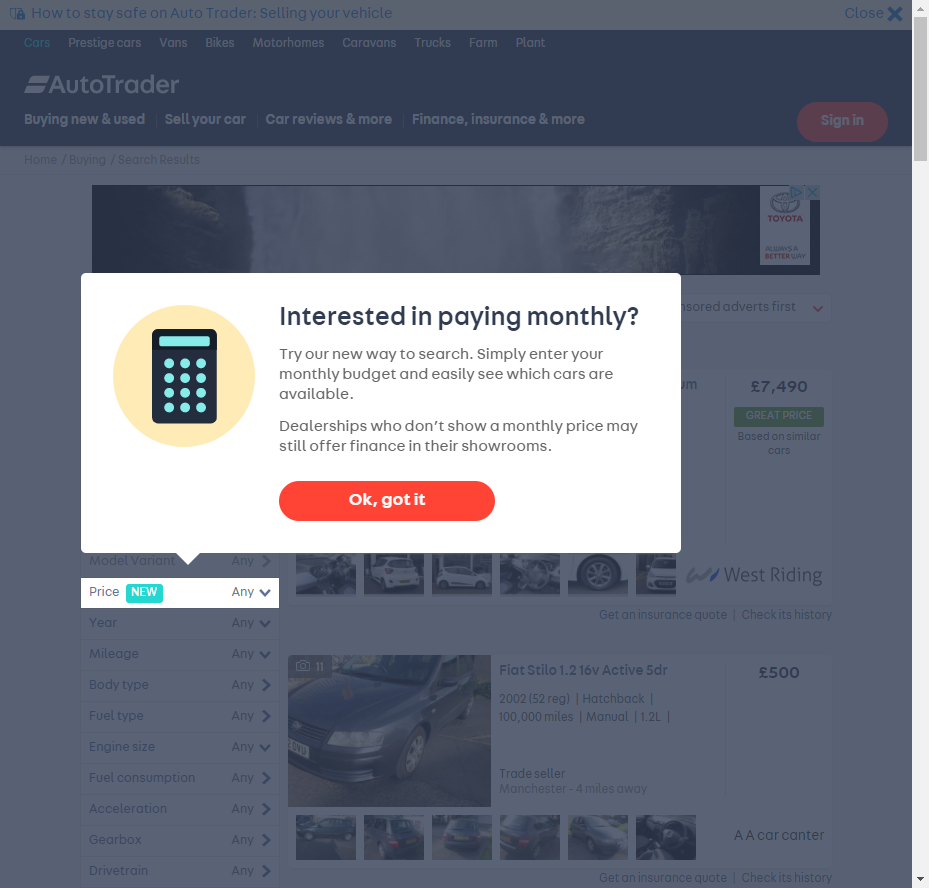 How to stay safe on Auto Trader: Selling your vehicle
Close
Cars Prestige cars Vans Bikes Motorhomes Caravans Trucks Farm Plant
AutoTrader
Buying new & used Sell your car Car reviews & more Finance, insurance & more
Sign in
Home / Buying / Search Results
TOYOTA
ALWAYS A
BETTER WAY
Interested in paying monthly?
Try our new way to search. Simply enter your
monthly budget and easily see which cars are
available.
Dealerships who don't show a monthly price may
still offer finance in their showrooms.
Ok, got it
adverts first
£7,490
GREAT PRICE
Based on similar
cars
Model Variant Any
West Riding
Price NEW Any
Get an insurance quote | Check its history
Year Any
Mileage Any
Body type Any
Fuel type Any
Engine size Any
Fuel consumption Any
Acceleration Any
Gearbox Any
Drivetrain Any
11
Fiat Stilo 1.2 16v Active 5dr
£500
2002 (52 reg) | Hatchback |
100,000 miles | Manual | 1.2L |
Trade seller
Manchester - 4 miles away
A A car canter
Get an insurance quote | Check its history